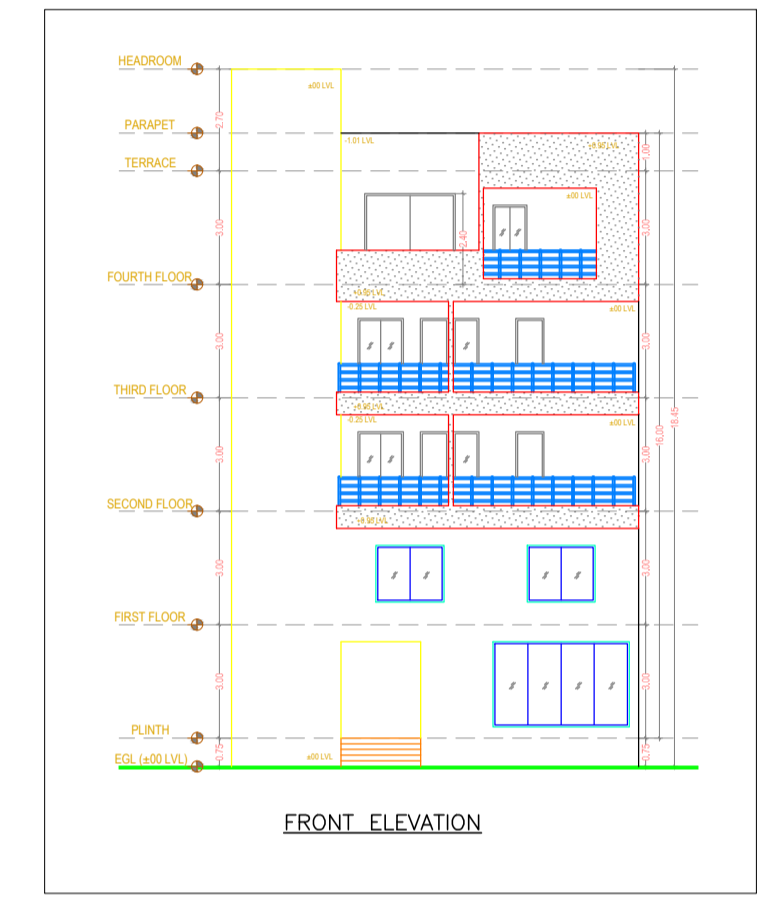 HEADROOM
±00 LVL
2.70
PARAPET
-1.01 LVL
1.00
TERRACE
±00 LVL
3.00
3.00
2.40
FOURTH FLOOR
-0.25 LVL
±00 LVL
3.00
3.00
THIRD FLOOR
-0.25 LVL
±00 LVL
18.45
16.00
3.00
3.00
SECOND FLOOR
3.00
3.00
FIRST FLOOR
3.00
3.00
PLINTH
EGL (±00 LVL)
0.75
±00 LVL
0.75
FRONT ELEVATION